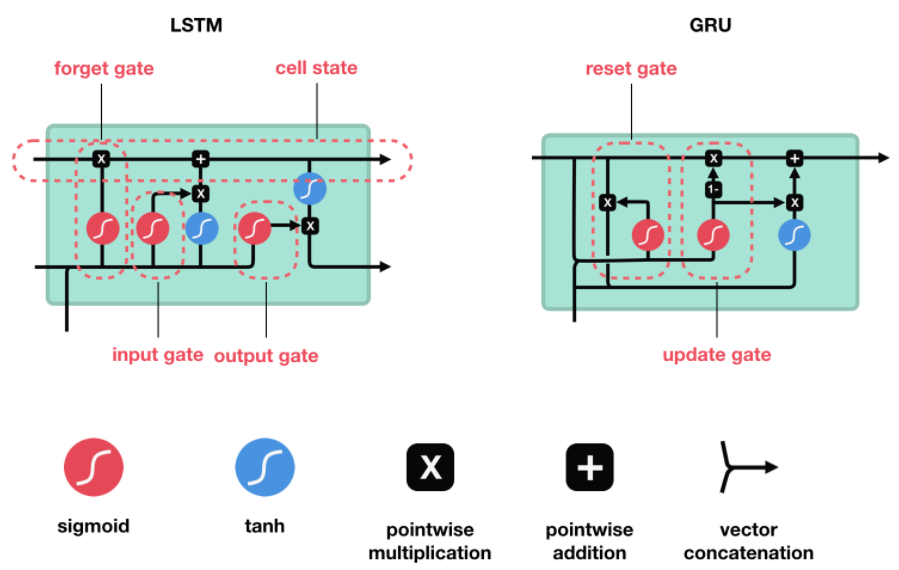 LSTM
GRU
forget gate
cell state
reset gate
X
+
X
X
X
+
1-
X
X
input gate
output gate
update gate
X
+
sigmoid
tanh
pointwise
multiplication
pointwise
addition
vector
concatenation